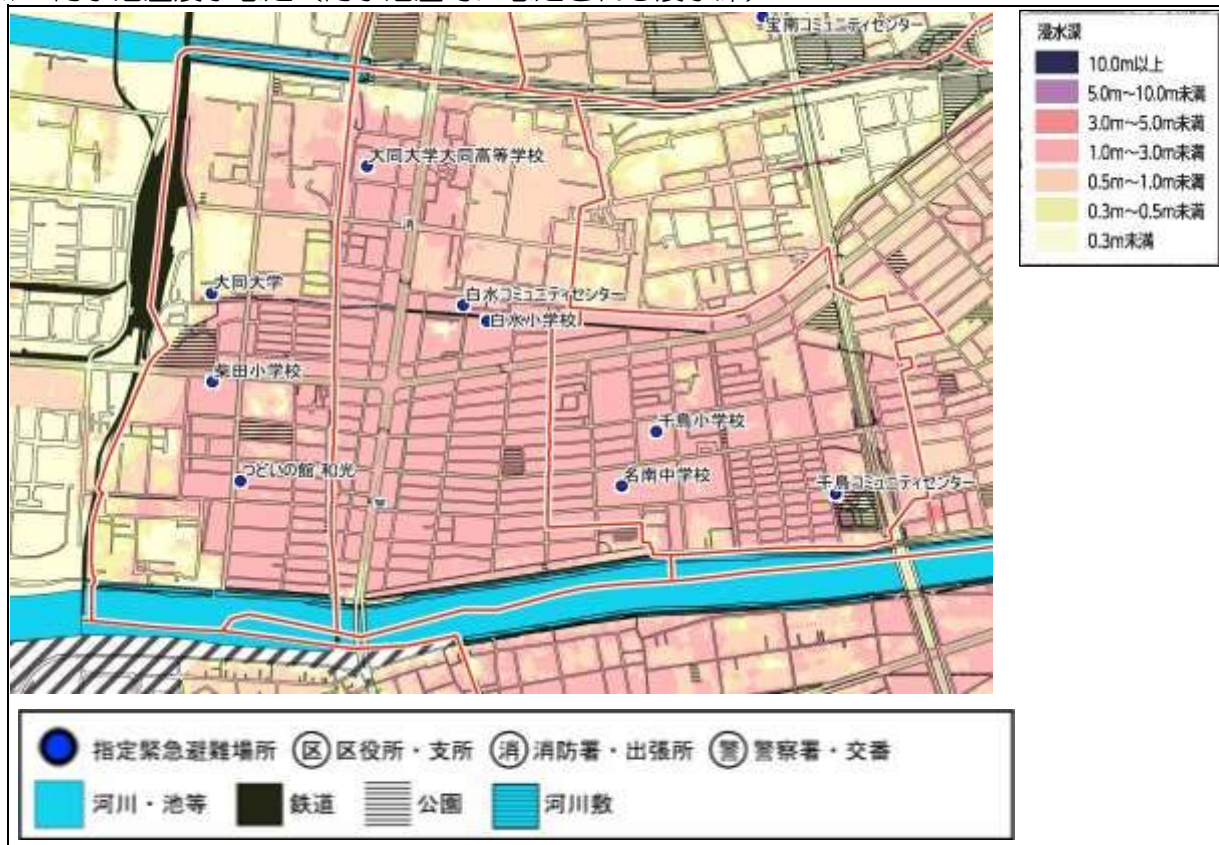 宝南コミュニティセンター
大同大学大同高等学校
消
大同大学
白水コミュニティセンター
白水小学校
柴田小学校
千鳥小学校
つどいの館 和光
名南中学校
千鳥コミュニティセンター
警
浸水深
10.0m以上
5.0m~10.0m未満
3.0m~5.0m未満
1.0m~3.0m未満
0.5m~1.0m未満
0.3m~0.5m未満
0.3m未満
指定緊急避難場所 区 区役所・支所 消 消防署・出張所 警 警察署・交番
河川・池等 鉄道 公園 河川敷